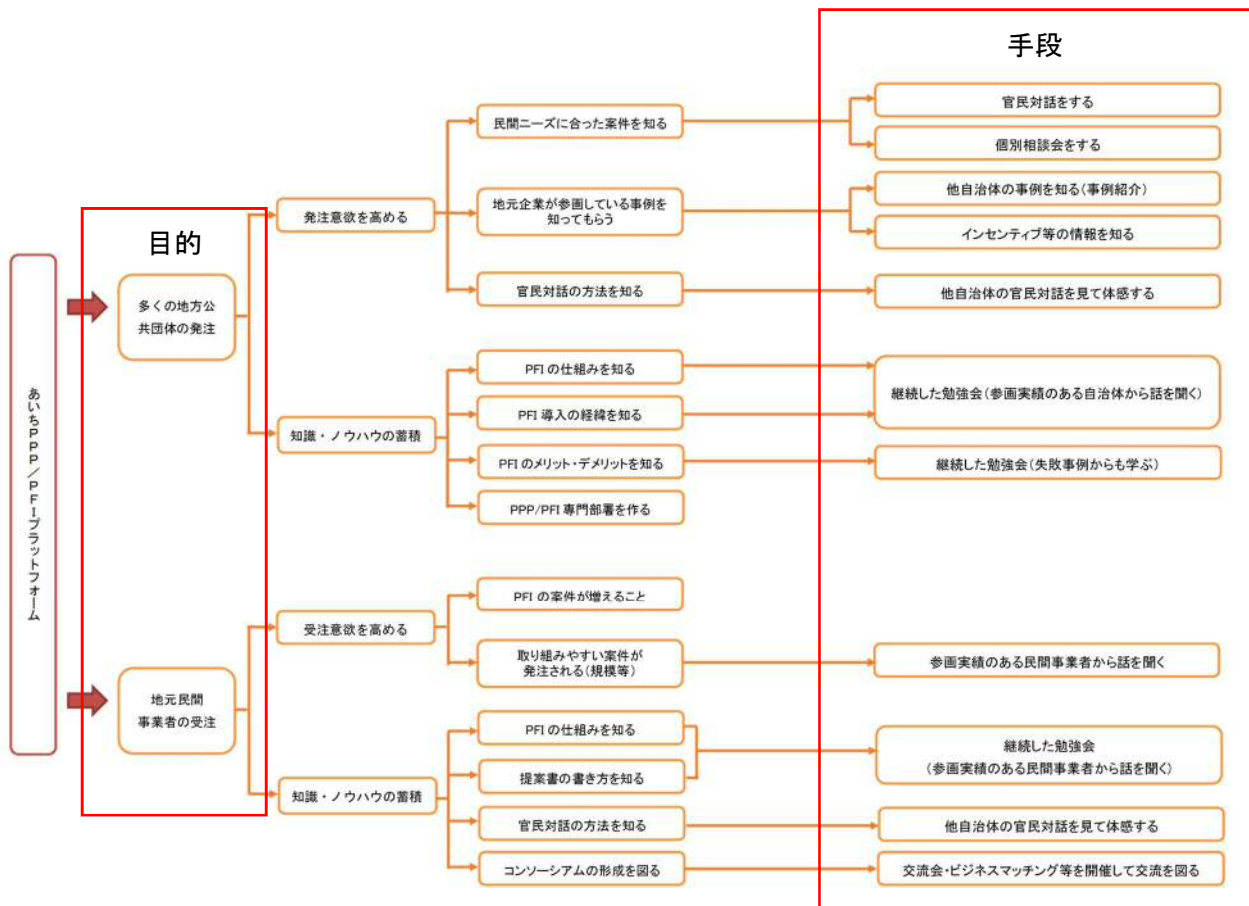 手段
目的
あいちPPP/PFIプラットフォーム
多くの地方公
共団体の発注
発注意欲を高める
民間ニーズに合った案件を知る
官民対話をする
個別相談会をする
地元企業が参画している事例を
知ってもらう
他自治体の事例を知る(事例紹介)
インセンティブ等の情報を知る
官民対話の方法を知る
他自治体の官民対話を見て体感する
知識・ノウハウの蓄積
PFIの仕組みを知る
PFI導入の経緯を知る
継続した勉強会(参画実績のある自治体から話を聞く)
PFIのメリット・デメリットを知る
継続した勉強会(失敗事例からも学ぶ)
PPP/PFI専門部署を作る
地元民間
事業者の受注
受注意欲を高める
PFIの案件が増えること
取り組みやすい案件が
発注される(規模等)
参画実績のある民間事業者から話を聞く
知識・ノウハウの蓄積
PFIの仕組みを知る
提案書の書き方を知る
継続した勉強会
(参画実績のある民間事業者から話を聞く)
官民対話の方法を知る
他自治体の官民対話を見て体感する
コンソーシアムの形成を図る
交流会・ビジネスマッチング等を開催して交流を図る